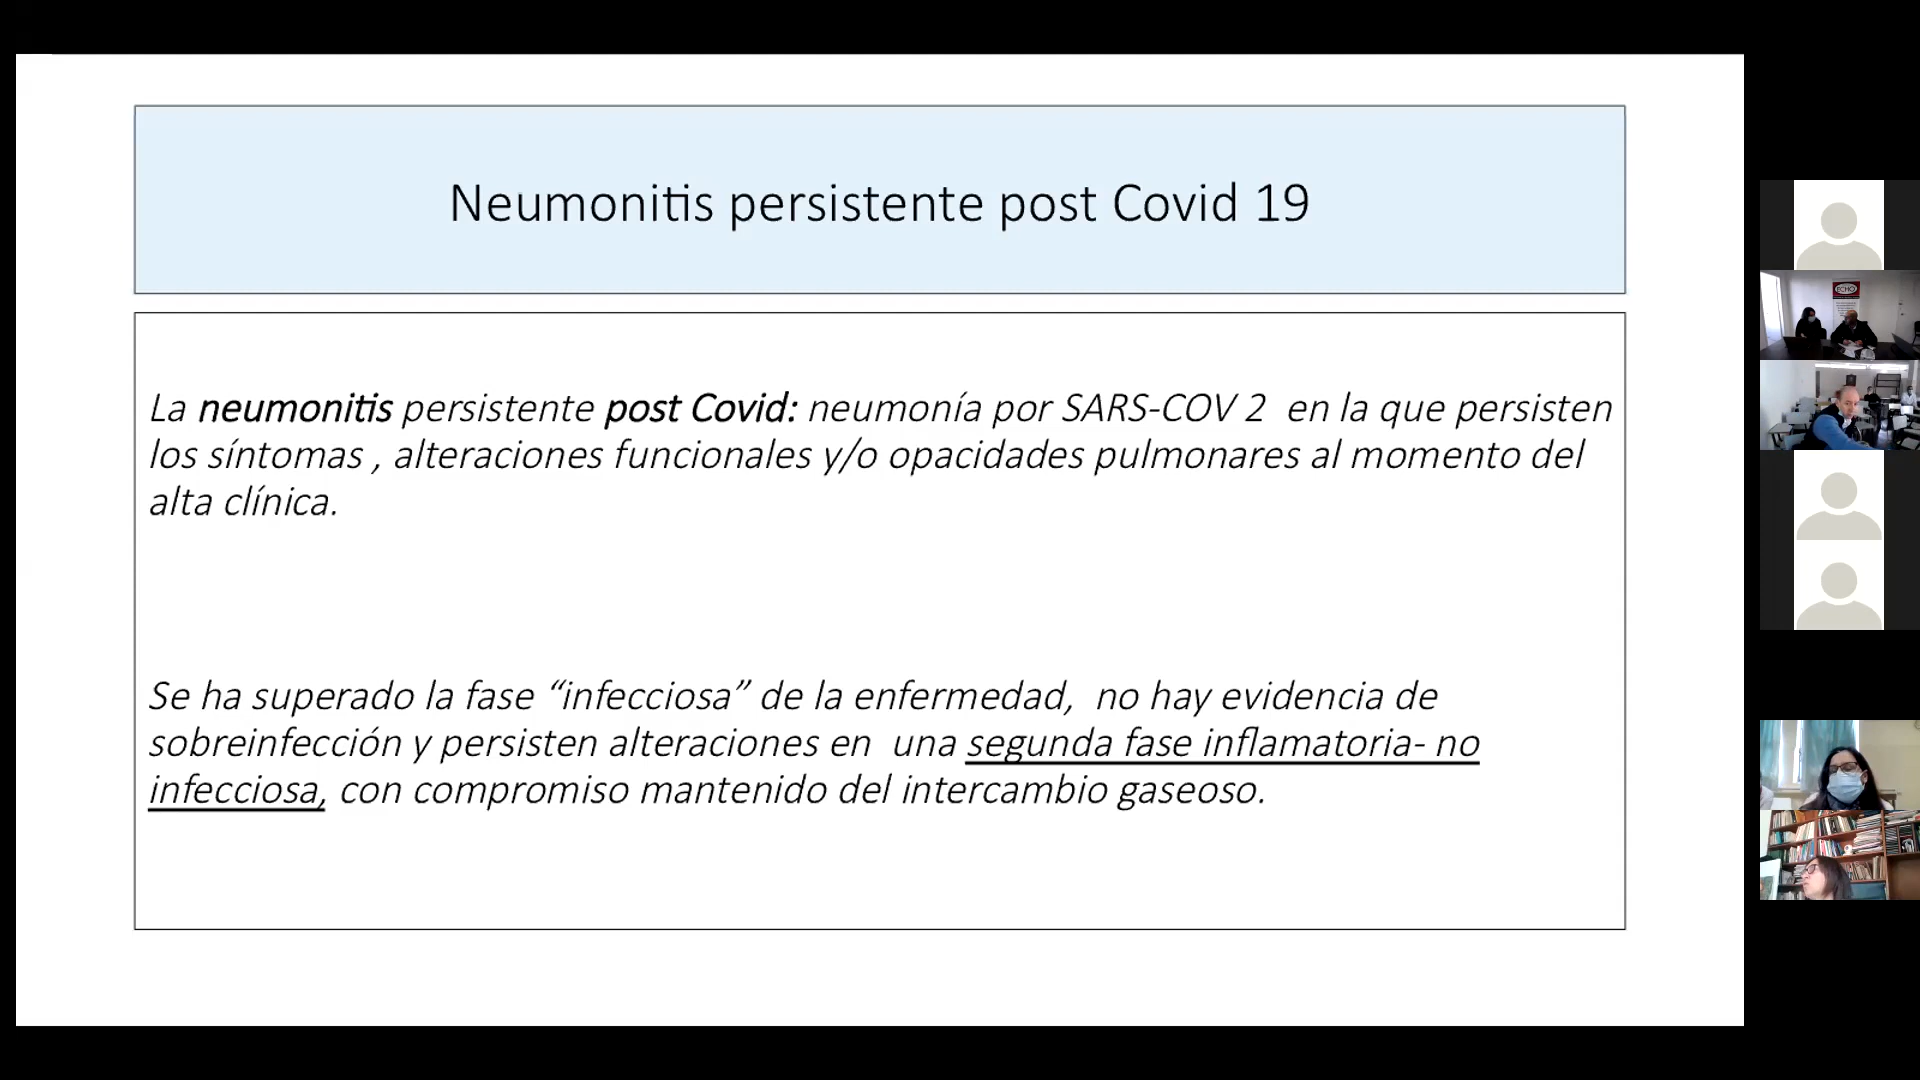 Neumonitis persistente post Covid 19
La neumonitis persistente post Covid: neumonía por SARS-COV 2 en la que persisten
los síntomas , alteraciones funcionales y/o opacidades pulmonares al momento del
alta clínica.
Se ha superado la fase “infecciosa” de la enfermedad, no hay evidencia de
sobreinfección y persisten alteraciones en una segunda fase inflamatoria- no
infecciosa, con compromiso mantenido del intercambio gaseoso.
ECHO